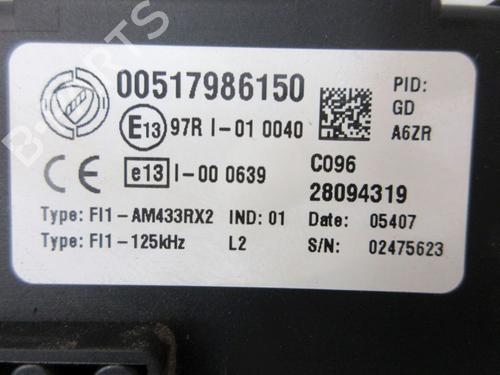 00517986150
PID:
GD
A6ZR
E13 97R I-01 0040
CE e13 I-00 0639
C096
28094319
Type: FI1-AM433RX2 IND: 01 Date: 05407
Type: FI1-125kHz L2 S/N: 02475623
B-PARTS